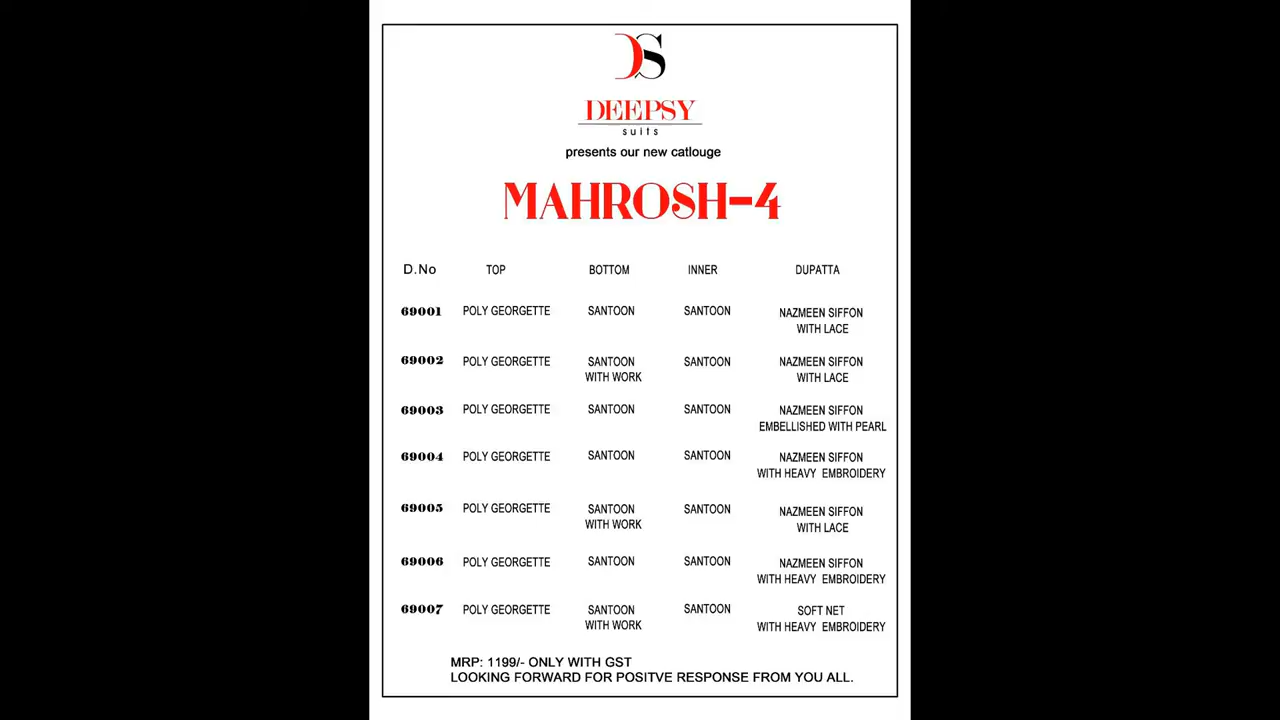 DS
DEEPSY
suits
presents our new catlouge
MAHROSH-4
D.No TOP BOTTOM INNER DUPATTA
69001 POLY GEORGETTE SANTOON SANTOON NAZMEEN SIFFON
WITH LACE
69002 POLY GEORGETTE SANTOON SANTOON NAZMEEN SIFFON
WITH WORK WITH LACE
69003 POLY GEORGETTE SANTOON SANTOON NAZMEEN SIFFON
EMBELLISHED WITH PEARL
69004 POLY GEORGETTE SANTOON SANTOON NAZMEEN SIFFON
WITH HEAVY EMBROIDERY
69005 POLY GEORGETTE SANTOON SANTOON NAZMEEN SIFFON
WITH WORK WITH LACE
69006 POLY GEORGETTE SANTOON SANTOON NAZMEEN SIFFON
WITH HEAVY EMBROIDERY
69007 POLY GEORGETTE SANTOON SANTOON SOFT NET
WITH WORK WITH HEAVY EMBROIDERY
MRP: 1199/- ONLY WITH GST
LOOKING FORWARD FOR POSITVE RESPONSE FROM YOU ALL.